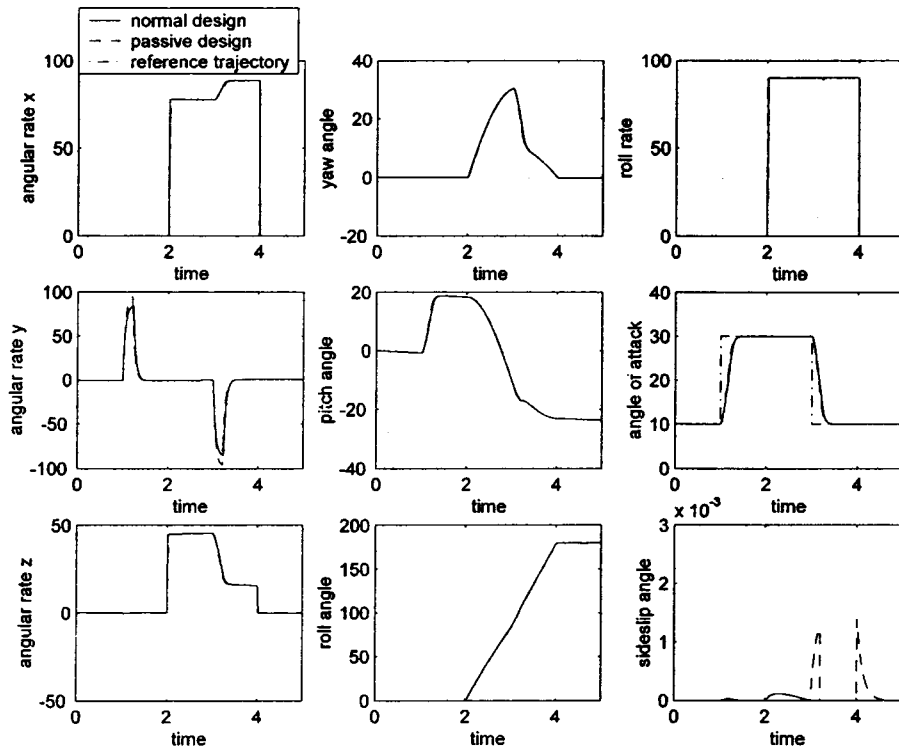 normal design
passive design
reference trajectory
100
50
0
0
2
4
angular rate x
time
40
20
0
-20
0
2
4
yaw angle
time
100
50
0
0
2
4
roll rate
time
100
50
0
-50
-100
0
2
4
angular rate y
time
20
0
-20
-40
0
2
4
pitch angle
time
40
30
20
10
0
0
2
4
angle or attack
time
50
0
-50
0
2
4
angular rate z
time
200
150
100
50
0
0
2
4
roll angle
time
x 10-3
3
2
1
0
0
2
4
sideslip angle
time